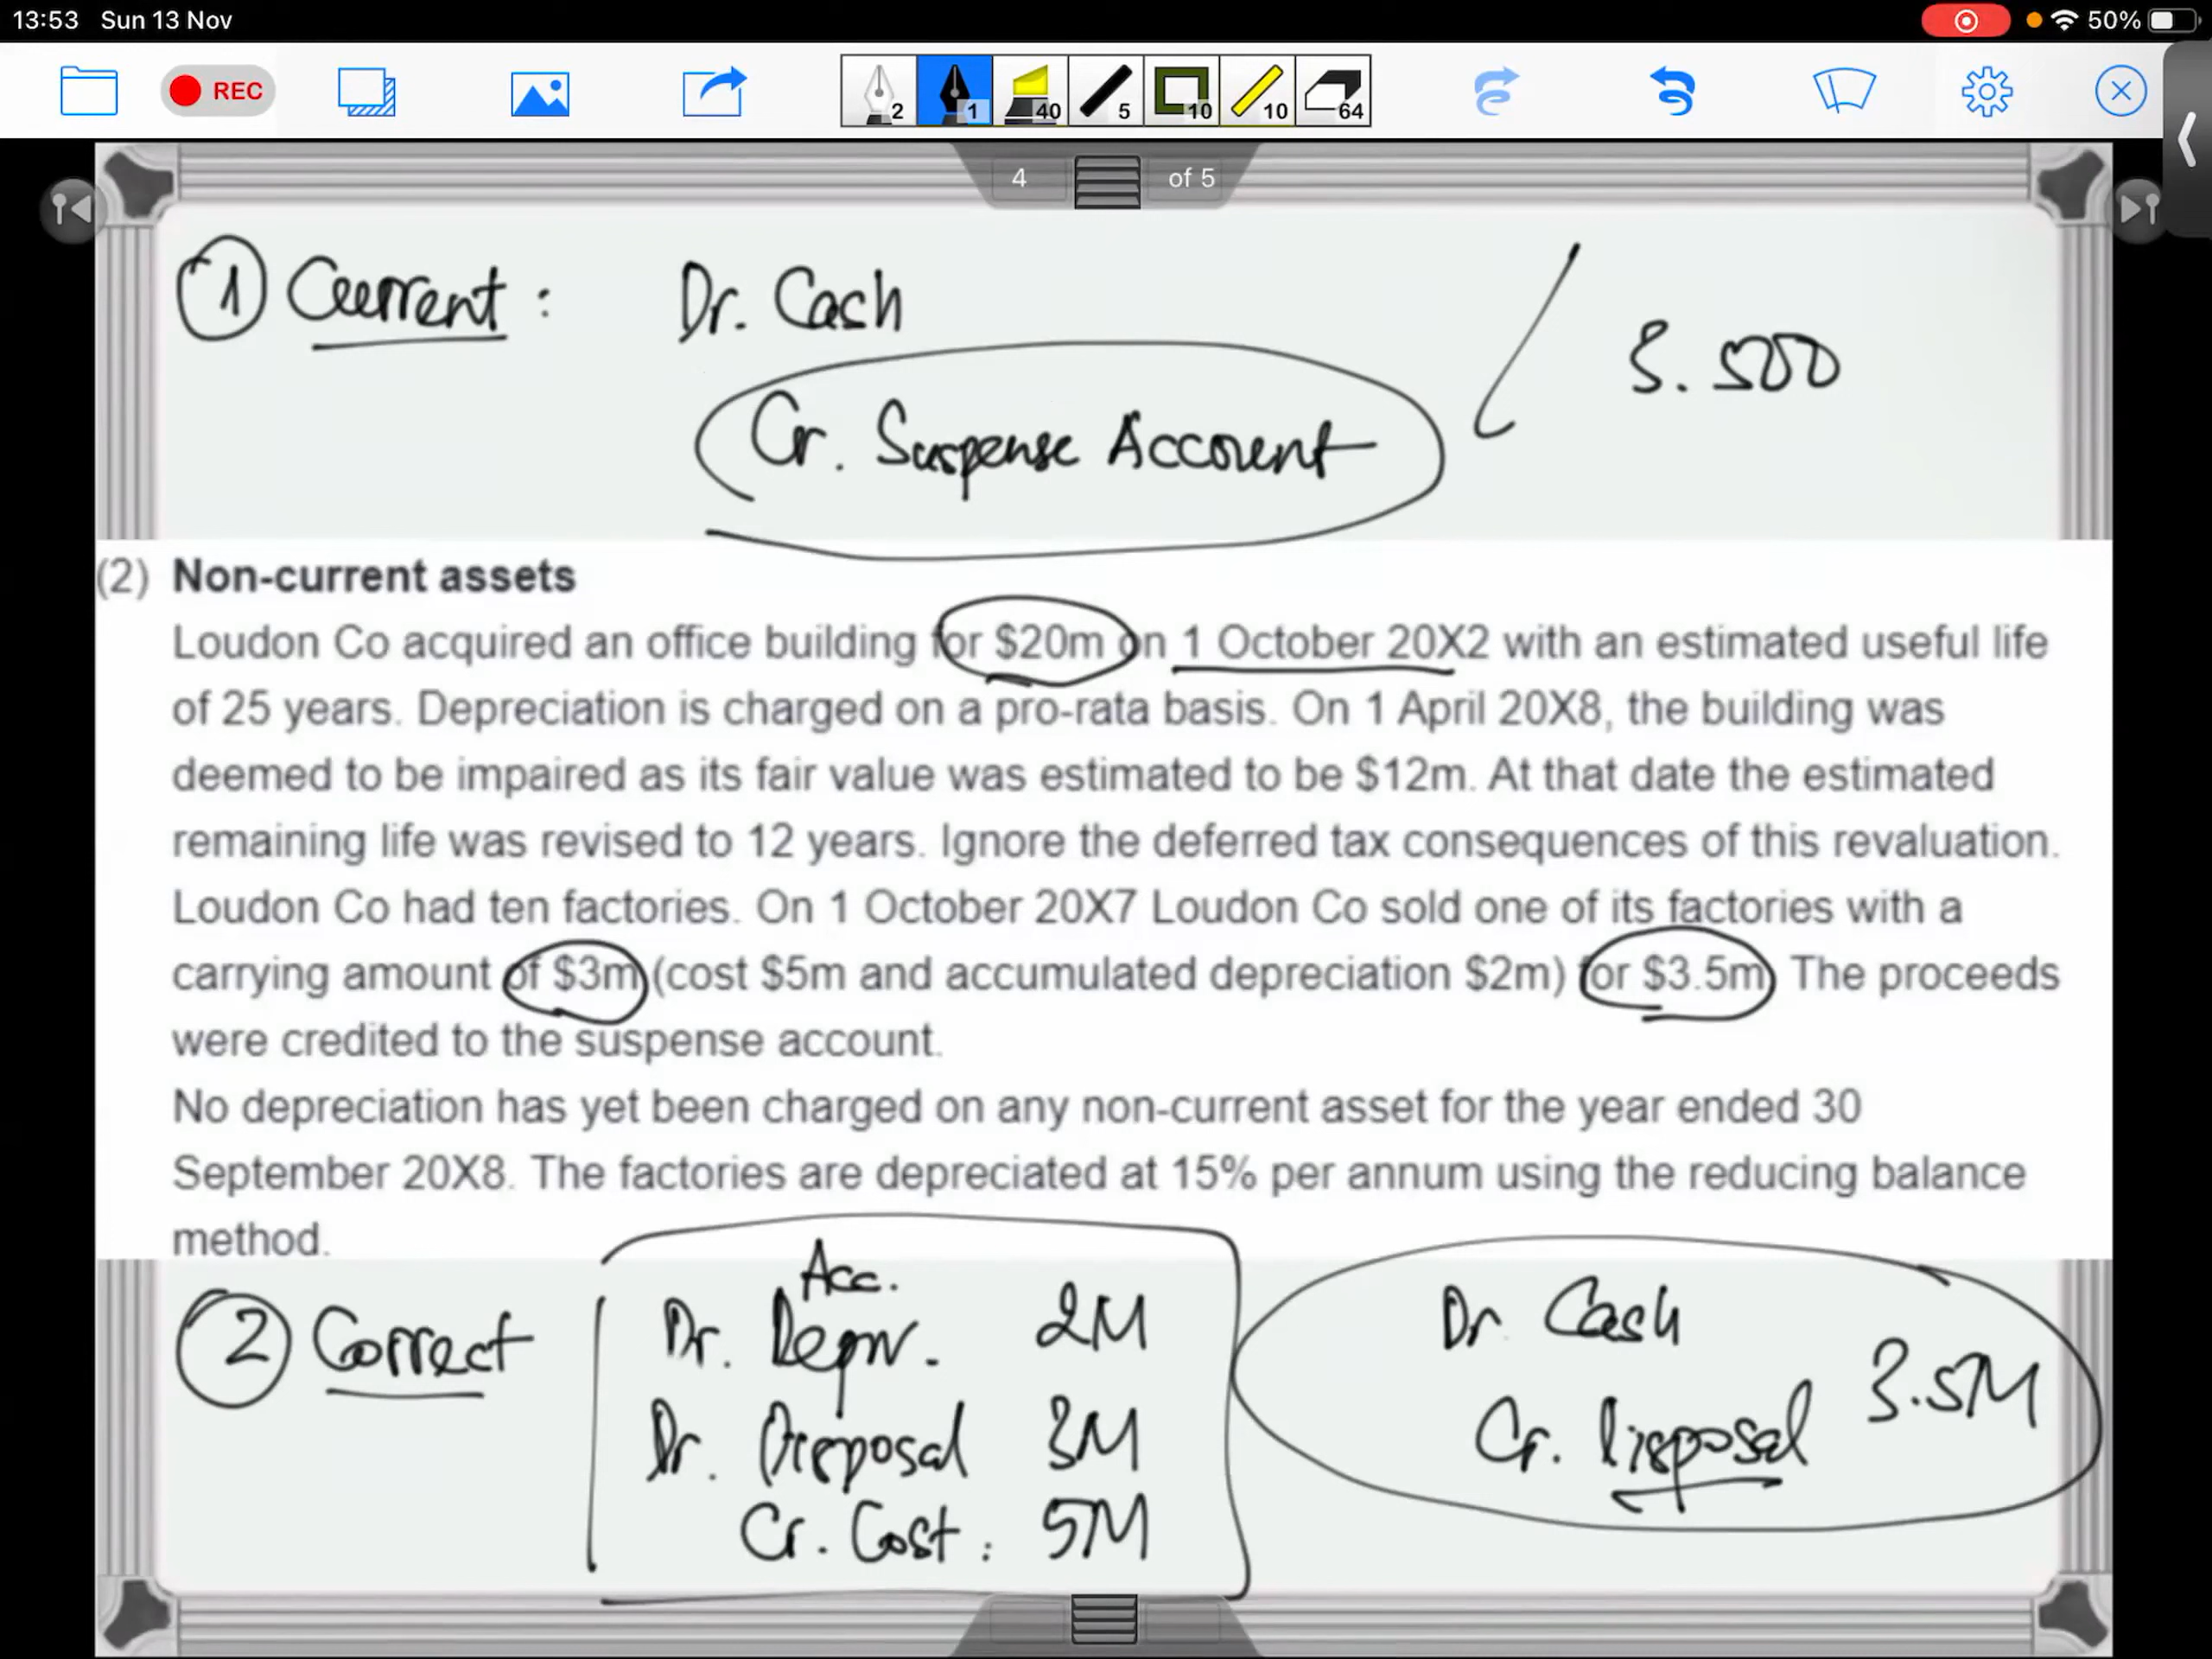 13:53 Sun 13 Nov 50%
REC 2 1 40 5 10 10 64
4 of 5
1 Current : Dr. Cash
3.500
Cr. Suspense Account
(2) Non-current assets
Loudon Co acquired an office building for $20m on 1 October 20X2 with an estimated useful life
of 25 years. Depreciation is charged on a pro-rata basis. On 1 April 20X8, the building was
deemed to be impaired as its fair value was estimated to be $12m. At that date the estimated
remaining life was revised to 12 years. Ignore the deferred tax consequences of this revaluation.
Loudon Co had ten factories. On 1 October 20X7 Loudon Co sold one of its factories with a
carrying amount of $3m (cost $5m and accumulated depreciation $2m) for $3.5m. The proceeds
were credited to the suspense account.
No depreciation has yet been charged on any non-current asset for the year ended 30
September 20X8. The factories are depreciated at 15% per annum using the reducing balance
method.
2 Correct
Acc.
Dr. Depr. 2M
Dr. Disposal 3M
Cr. Cost : 5M
Dr Cash
Cr. Disposal 3.5M